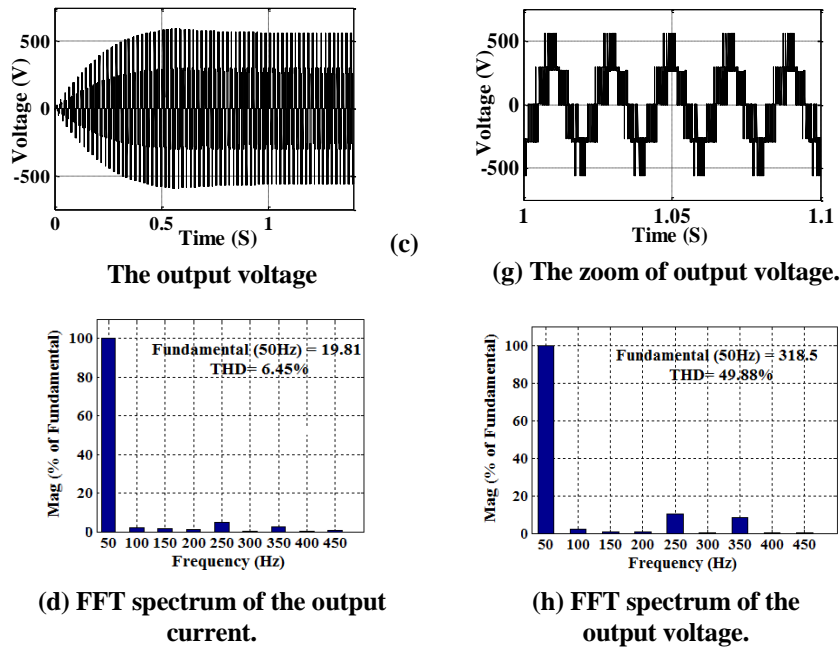 500
0
-500
Voltage (V)
0 0.5 1
Time (S)
The output voltage
(c)
500
0
-500
Voltage (V)
1 1.05 1.1
Time (S)
(g) The zoom of output voltage.
100
80
60
40
20
0
Mag (% of Fundamental)
Fundamental (50Hz) = 19.81
THD= 6.45%
50 100 150 200 250 300 350 400 450
Frequency (Hz)
(d) FFT spectrum of the output
current.
100
80
60
40
20
0
Mag (% of Fundamental)
Fundamental (50Hz) = 318.5
THD= 49.88%
50 100 150 200 250 300 350 400 450
Frequency (Hz)
(h) FFT spectrum of the
output voltage.